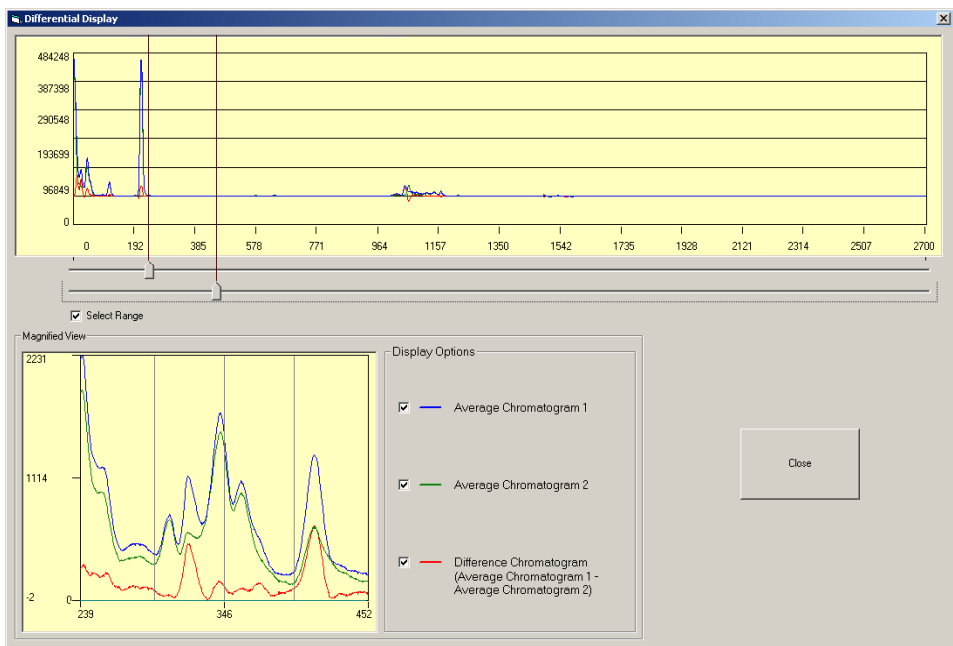 Differential Display
484248
387398
290548
193699
96849
0
0 192 385 578 771 964 1157 1350 1542 1735 1928 2121 2314 2507 2700
Select Range
Magnified View
2231
1114
-2 0
239 346 452
Display Options
Average Chromatogram 1
Average Chromatogram 2
Difference Chromatogram
(Average Chromatogram 1 -
Average Chromatogram 2)
Close